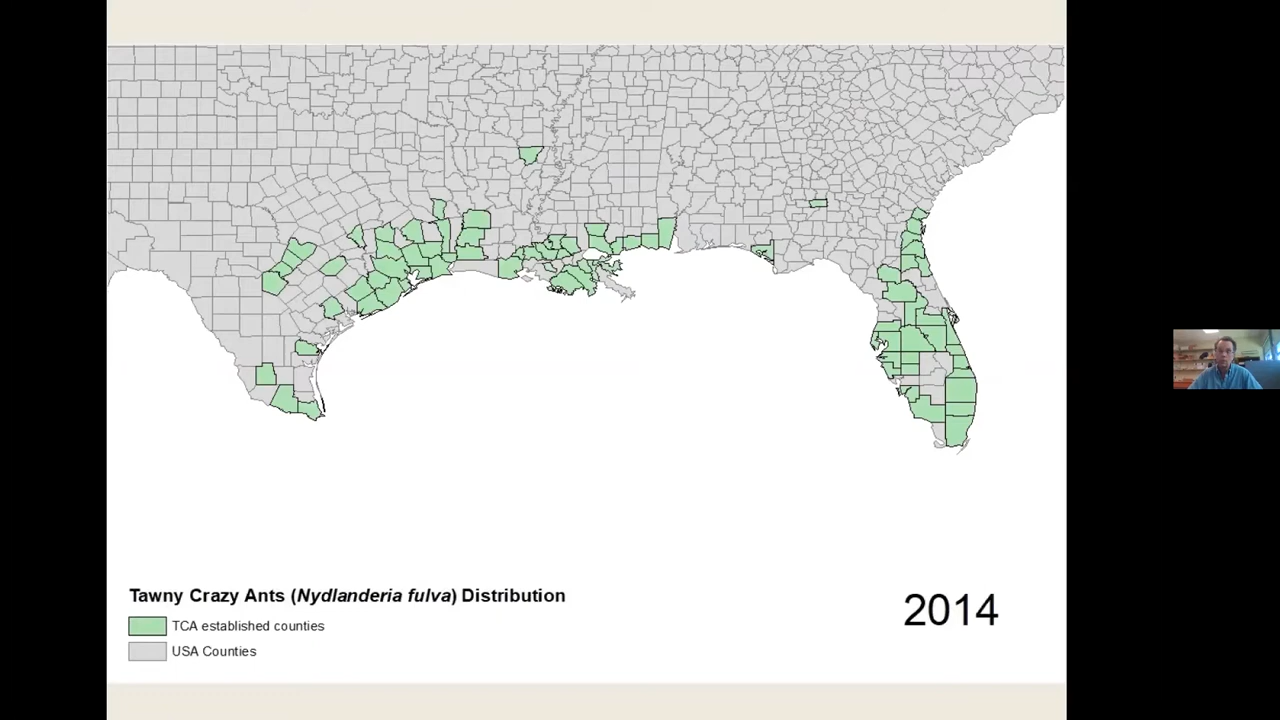 Tawny Crazy Ants (Nydlanderia fulva) Distribution
TCA established counties
USA Counties
2014